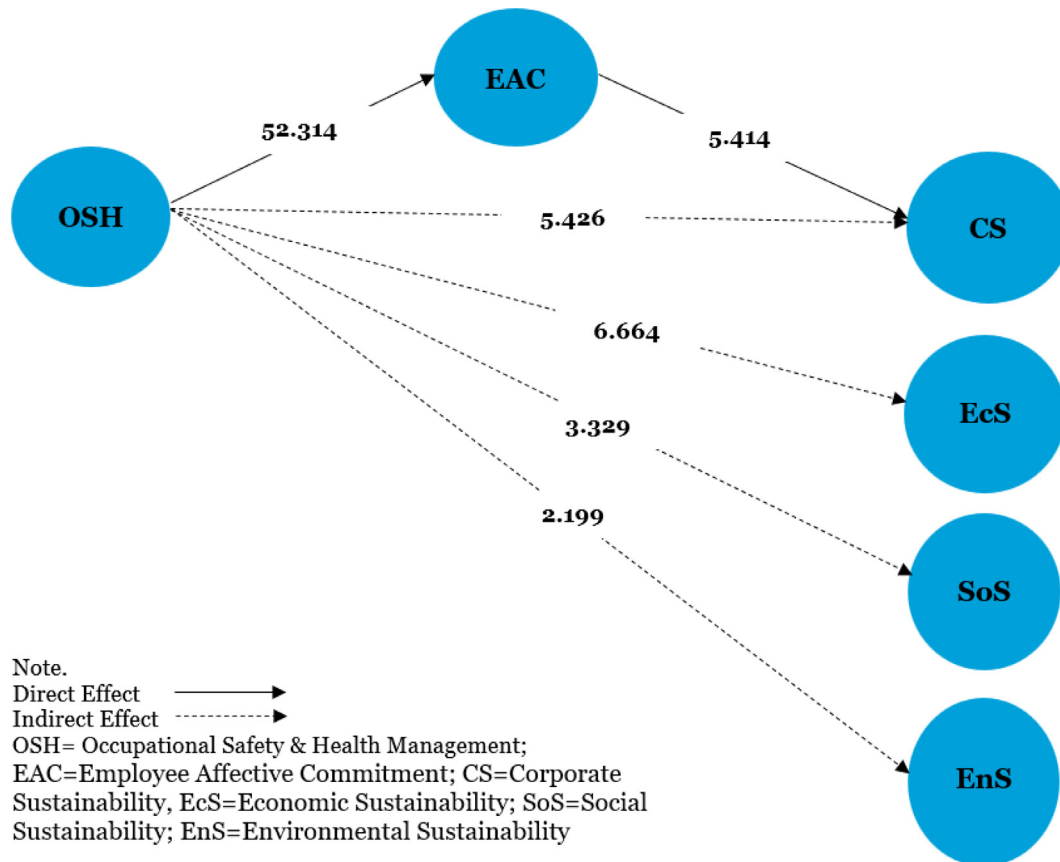 EAC
52.314
5.414
OSH
5.426
CS
6.664
EcS
3.329
2.199
SoS
Note.
Direct Effect
Indirect Effect
OSH= Occupational Safety & Health Management;
EAC=Employee Affective Commitment; CS=Corporate
Sustainability, EcS=Economic Sustainability; SoS=Social
Sustainability; EnS=Environmental Sustainability
EnS